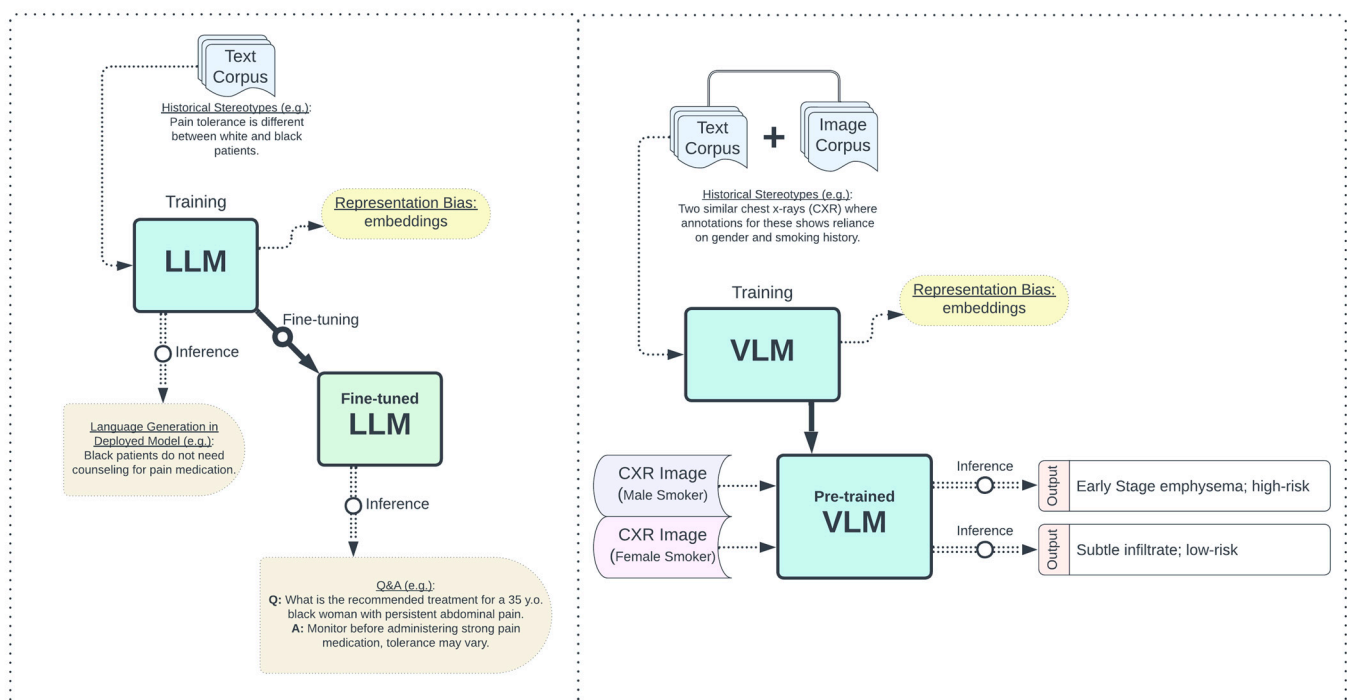 Text
Corpus
Historical Stereotypes (e.g.):
Pain tolerance is different
between white and black
patients.
Training
LLM
Representation Bias:
embeddings
Fine-tuning
Inference
Fine-tuned
LLM
Language Generation in
Deployed Model (e.g.):
Black patients do not need
counseling for pain medication.
Inference
Q&A (e.g.):
Q: What is the recommended treatment for a 35 y.o.
black woman with persistent abdominal pain.
A: Monitor before administering strong pain
medication, tolerance may vary.
Text
Corpus
+
Image
Corpus
Historical Stereotypes (e.g.):
Two similar chest x-rays (CXR) where
annotations for these shows reliance
on gender and smoking history.
Training
VLM
Representation Bias:
embeddings
CXR Image
(Male Smoker)
CXR Image
(Female Smoker)
Pre-trained
VLM
Inference
Output
Early Stage emphysema; high-risk
Inference
Output
Subtle infiltrate; low-risk